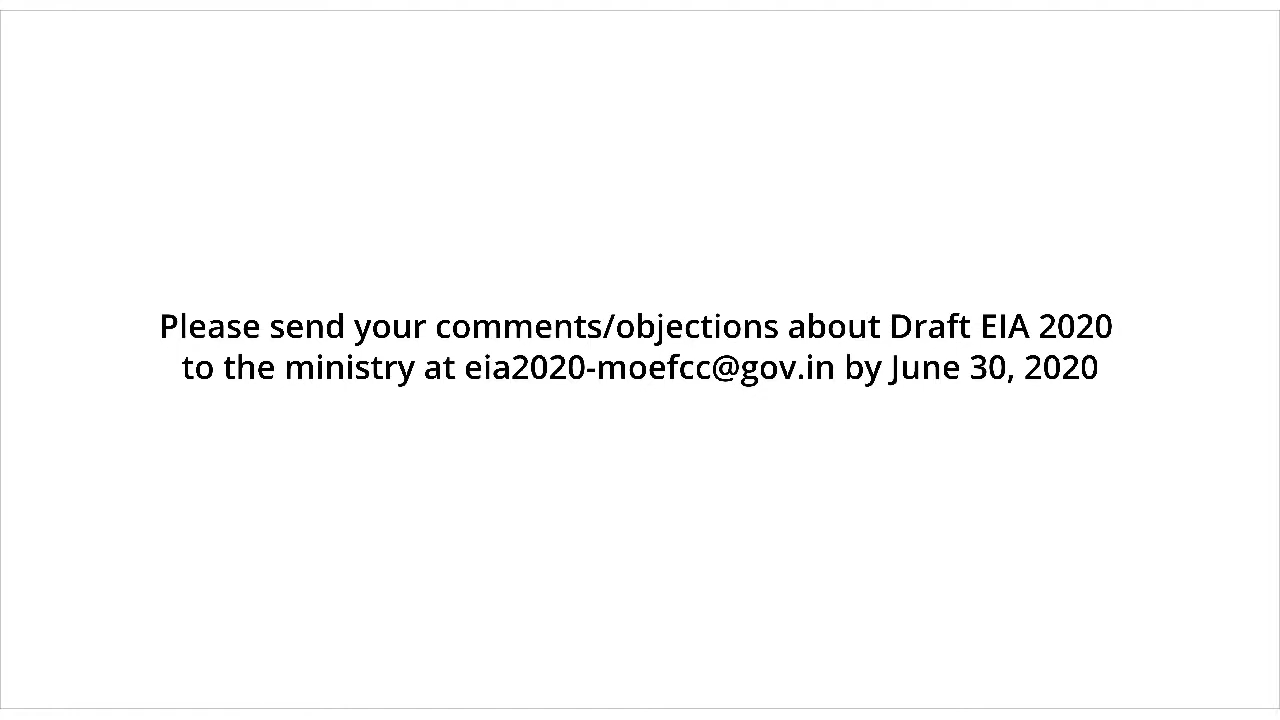 Please send your comments/objections about Draft EIA 2020
to the ministry at eia2020-moefcc@gov.in by June 30, 2020